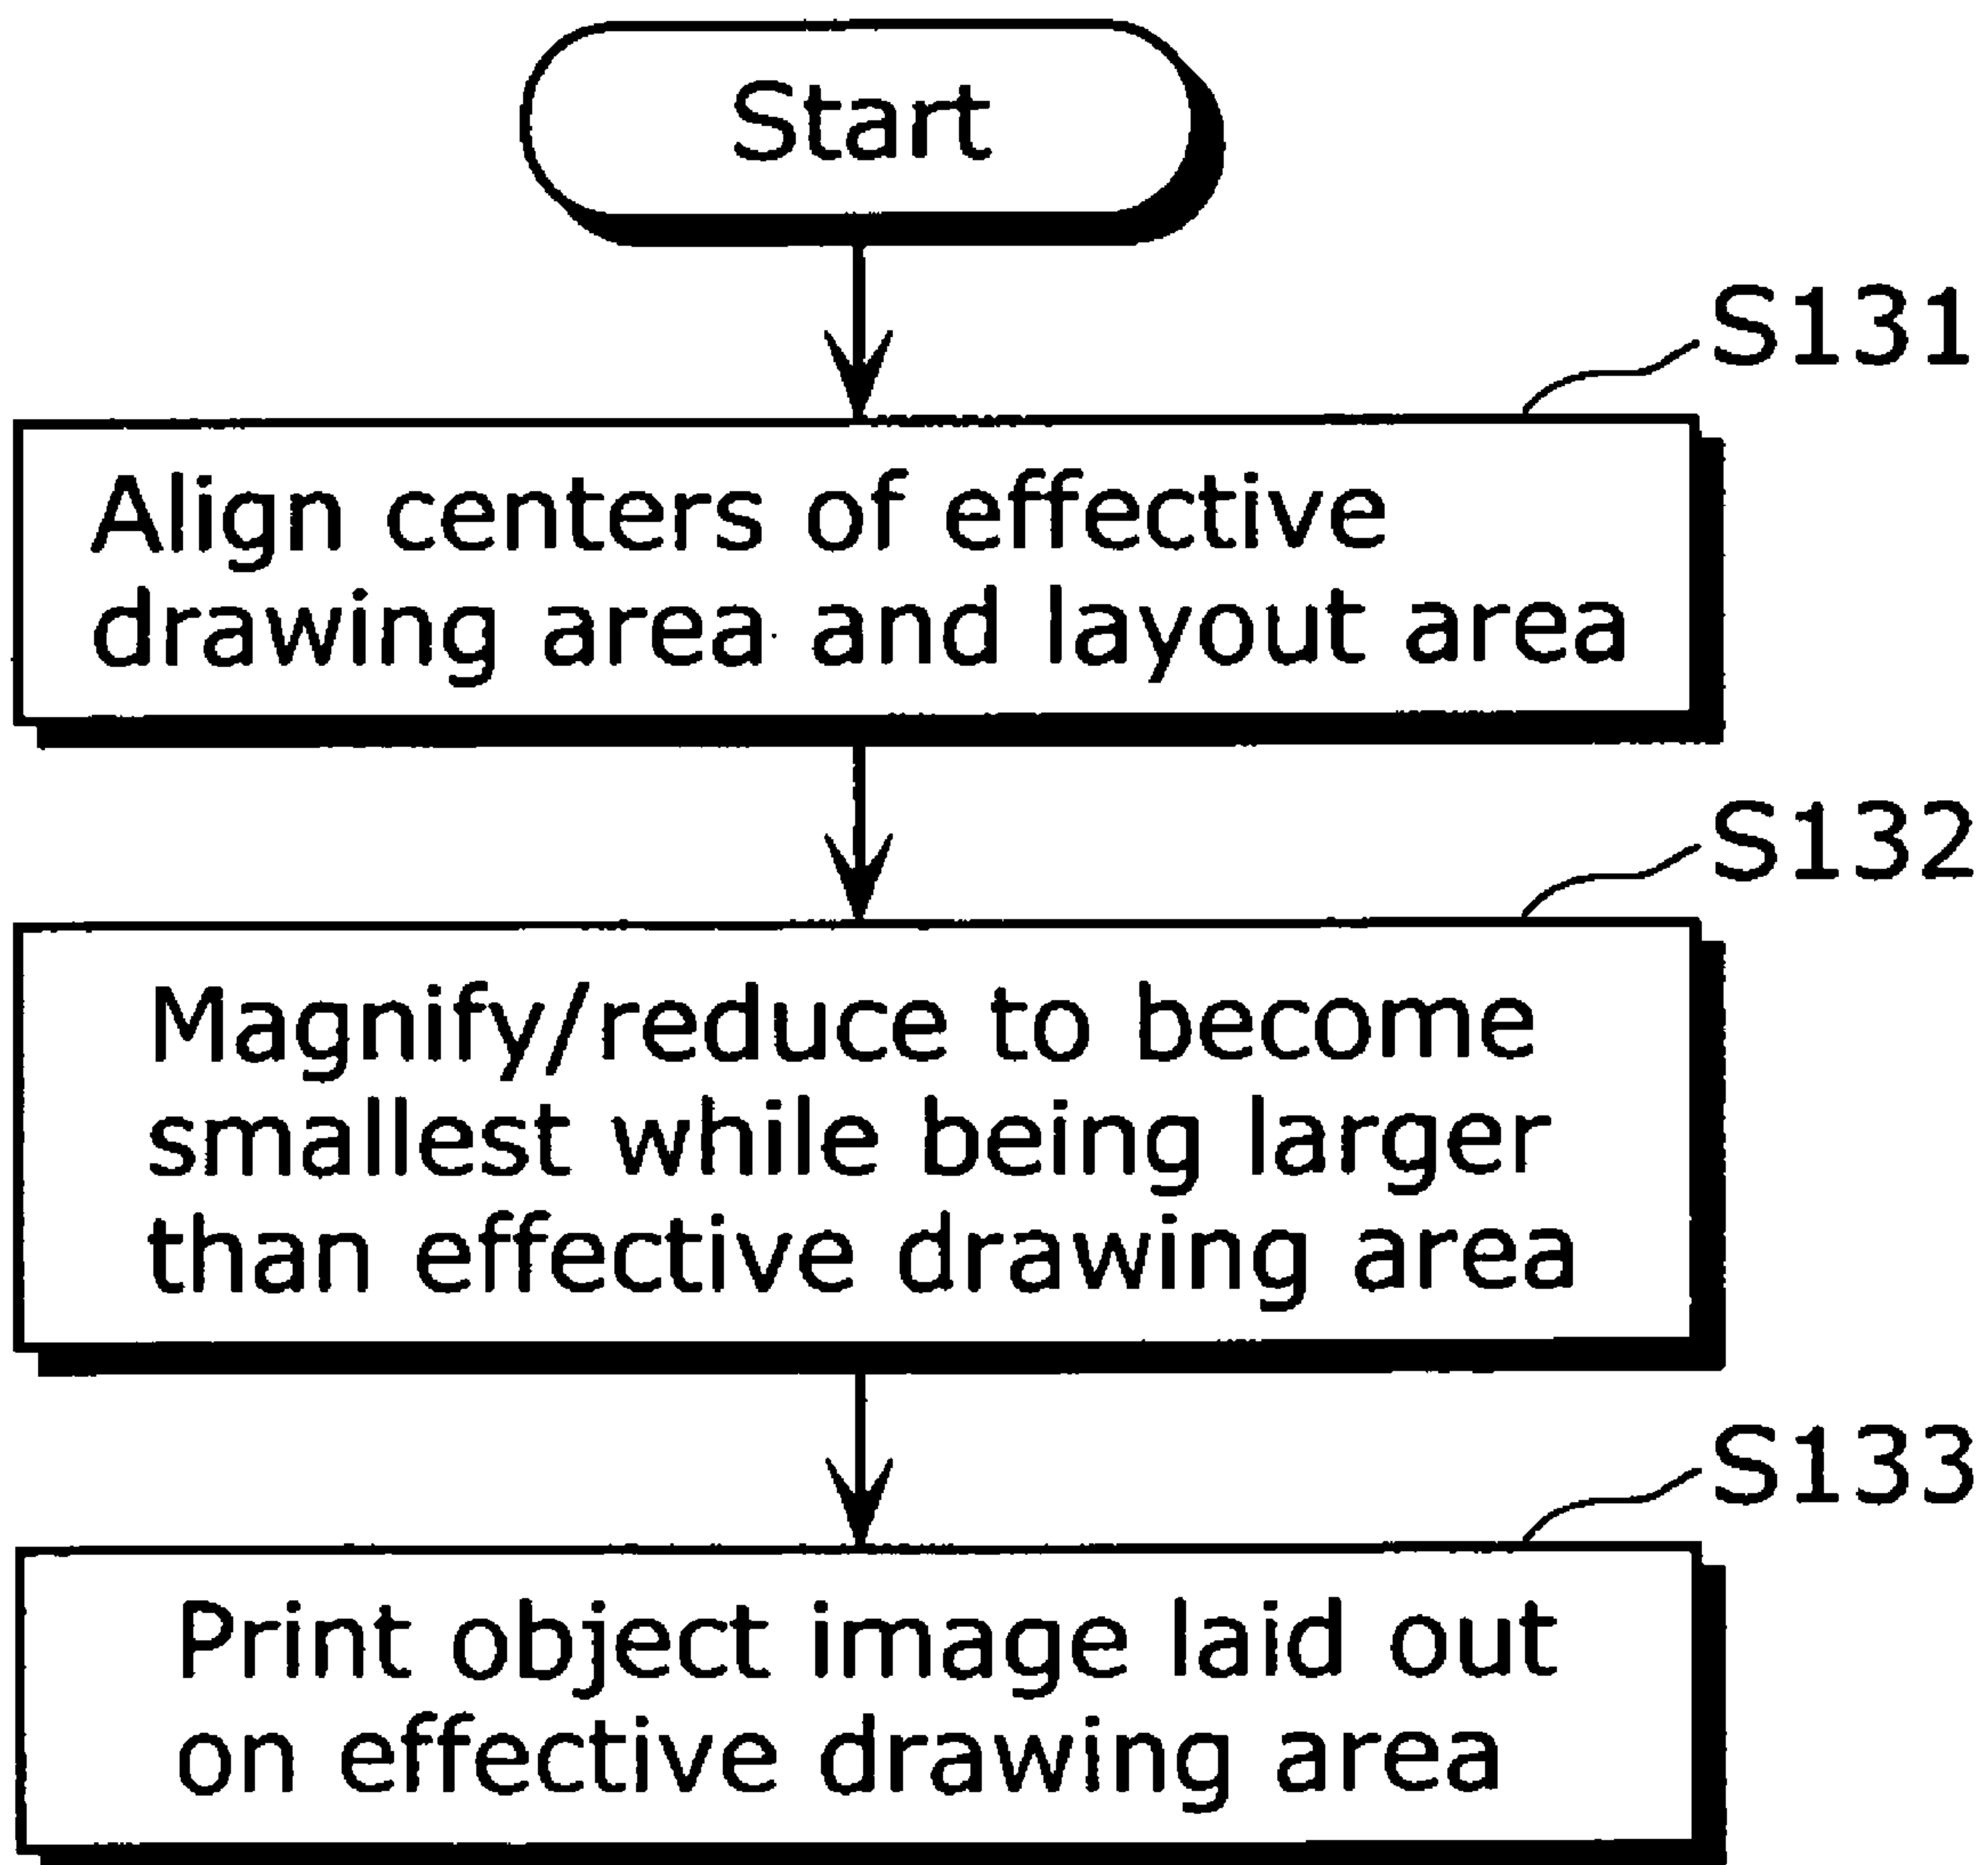 Start
S131
Align centers of effective
drawing area and layout area
S132
Magnify/reduce to become
smallest while being larger
than effective drawing area
S133
Print object image laid out
on effective drawing area